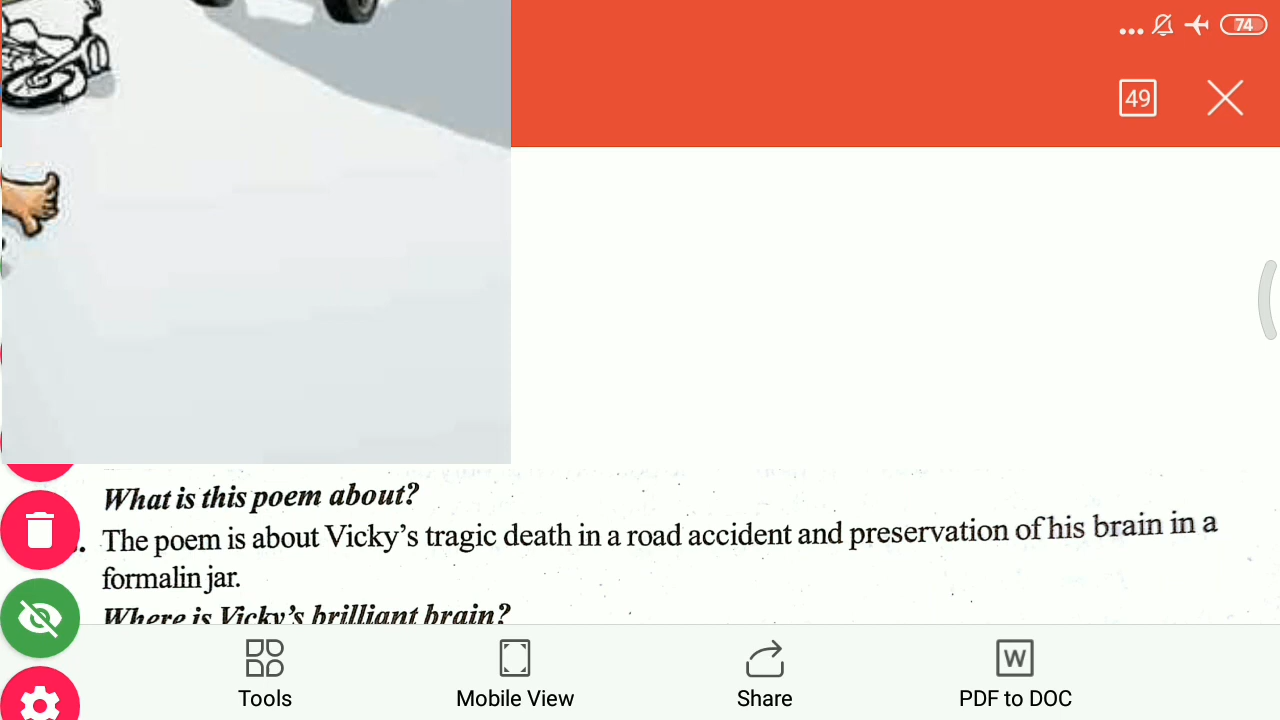 74
49
What is this poem about?
. The poem is about Vicky's tragic death in a road accident and preservation of his brain in a
formalin jar.
Where is Vicky's brilliant brain?
W
Tools
Mobile View
Share
PDF to DOC